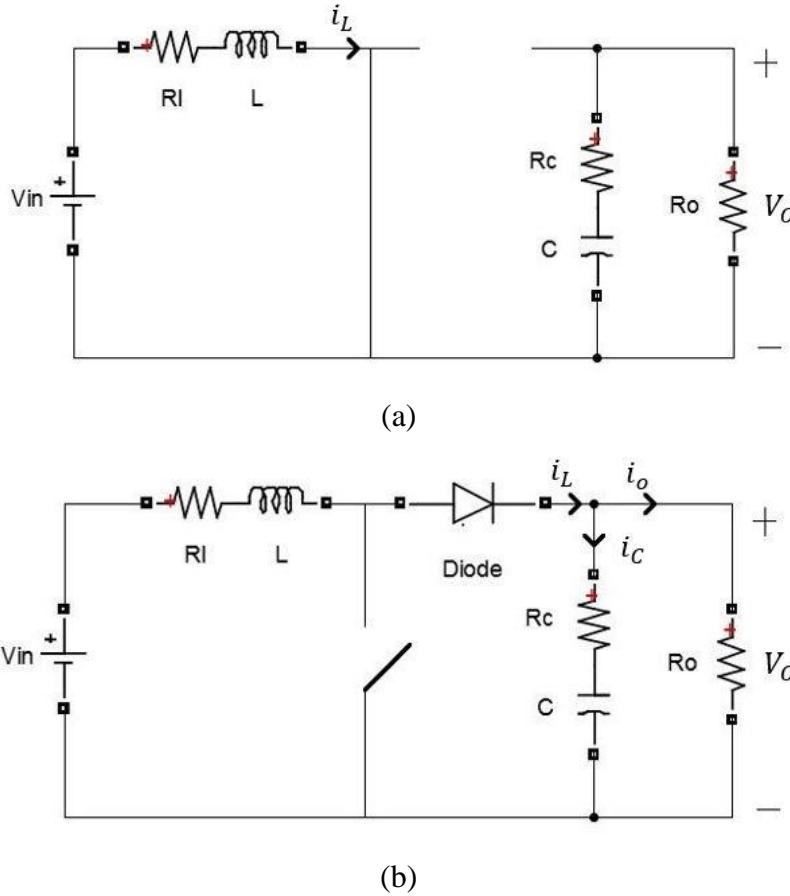 i_L
+
Rl
L
Rc
Vin
+
Ro
V_O
C
−
(a)
i_L
i_o
+
i_C
Rl
L
Diode
Rc
Vin
+
Ro
V_O
C
−
(b)